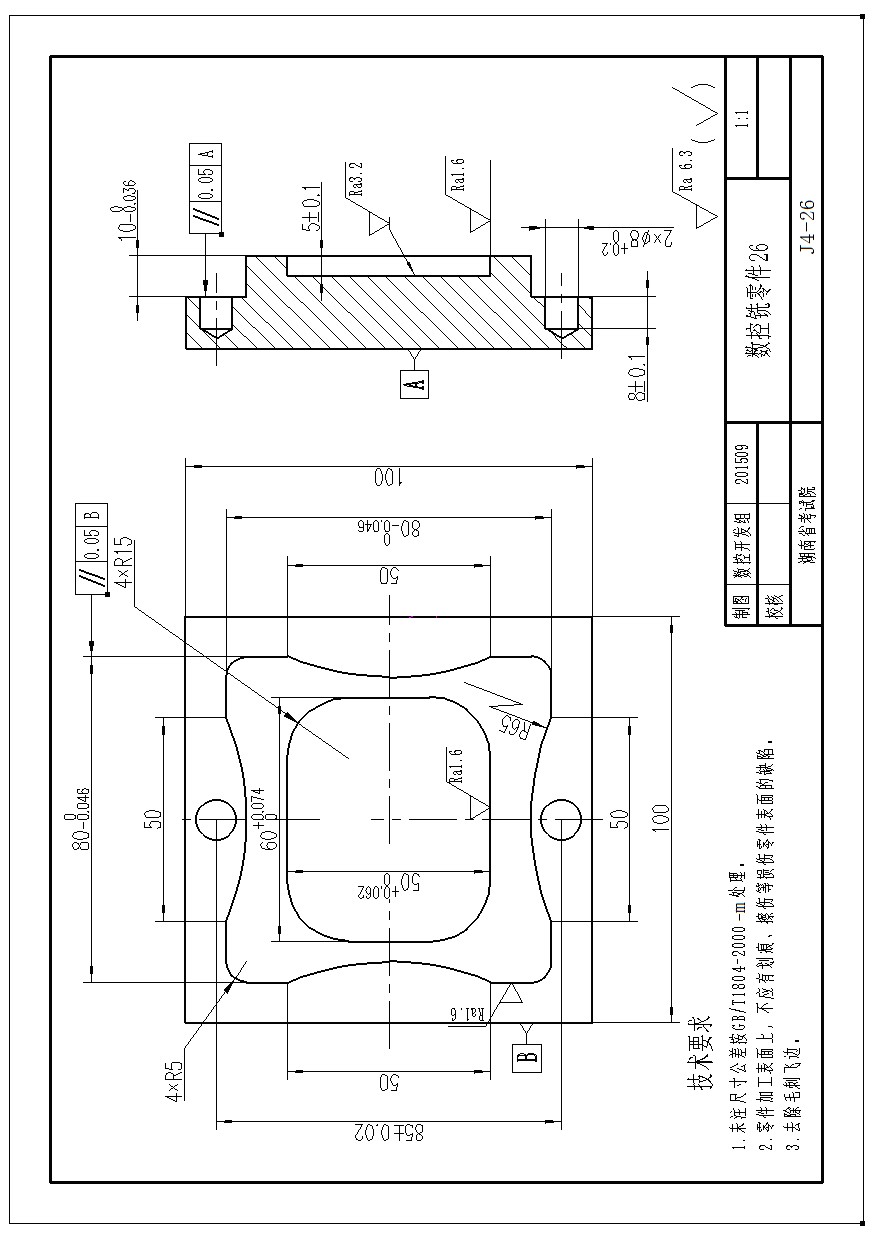 // 0.05 A
10 0 -0.036
5±0.1
Ra3.2
Ra1.6
2×ø8 +0.2 0
8±0.1
A
Ra 6.3 (√)
// 0.05 B
4×R15
100
80 0 -0.046
50
80 0 -0.046
50
60 +0.074 0
50 +0.062 0
R65
Ra1.6
50
100
4×R5
Ra1.6
B
50
85±0.02
技术要求
1.未注尺寸公差按GB/T1804-2000-m处理。
2.零件加工表面上，不应有划痕、擦伤等损伤零件表面的缺陷。
3.去除毛刺飞边。
制图 数控开发组 201509 数控铣零件26 1:1
校核
湖南省考试院 J4-26